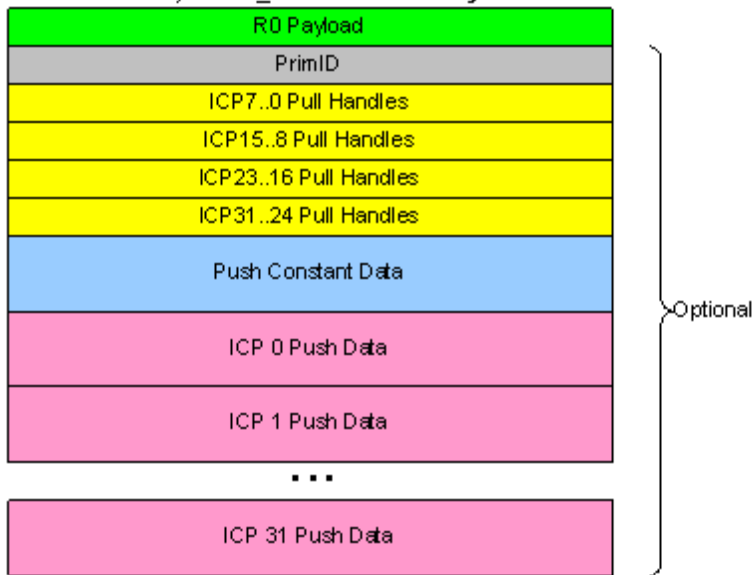 R0 Payload
PrimID
ICP7..0 Pull Handles
ICP15..8 Pull Handles
ICP23..16 Pull Handles
ICP31..24 Pull Handles
Push Constant Data
Optional
ICP 0 Push Data
ICP 1 Push Data
...
ICP 31 Push Data